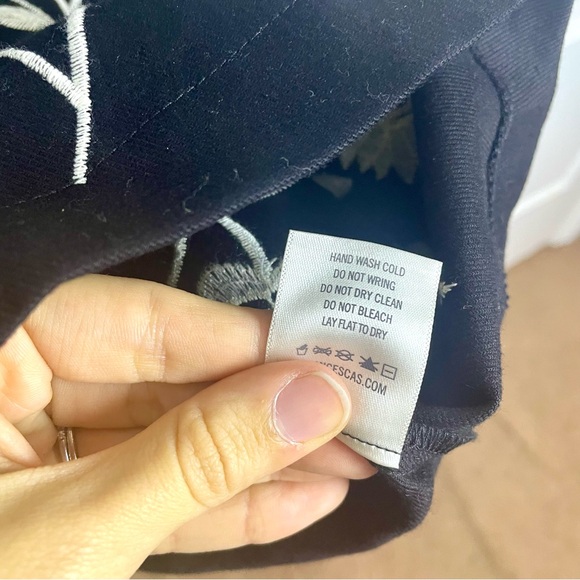 HAND WASH COLD
DO NOT WRING
DO NOT DRY CLEAN
DO NOT BLEACH
LAY FLAT TO DRY